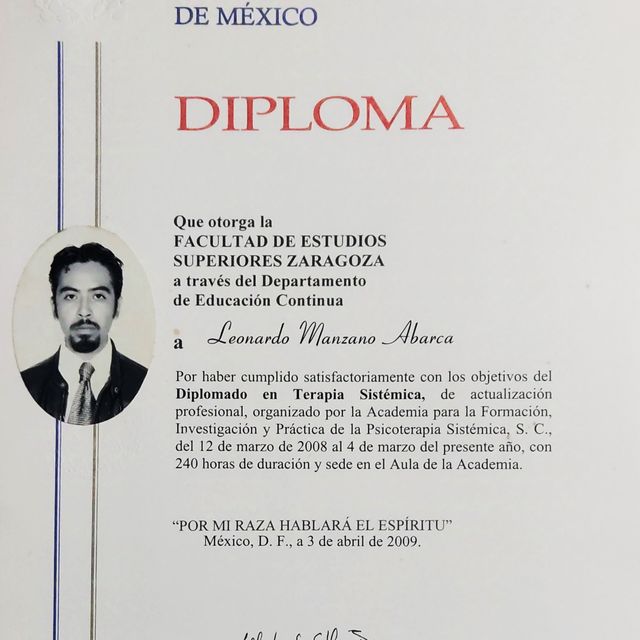 DE MÉXICO
DIPLOMA
Que otorga la
FACULTAD DE ESTUDIOS
SUPERIORES ZARAGOZA
a través del Departamento
de Educación Continua
a Leonardo Manzano Abarca
Por haber cumplido satisfactoriamente con los objetivos del
Diplomado en Terapia Sistémica, de actualización
profesional, organizado por la Academia para la Formación,
Investigación y Práctica de la Psicoterapia Sistémica, S. C.,
del 12 de marzo de 2008 al 4 de marzo del presente año, con
240 horas de duración y sede en el Aula de la Academia.
“POR MI RAZA HABLARÁ EL ESPÍRITU”
México, D. F., a 3 de abril de 2009.